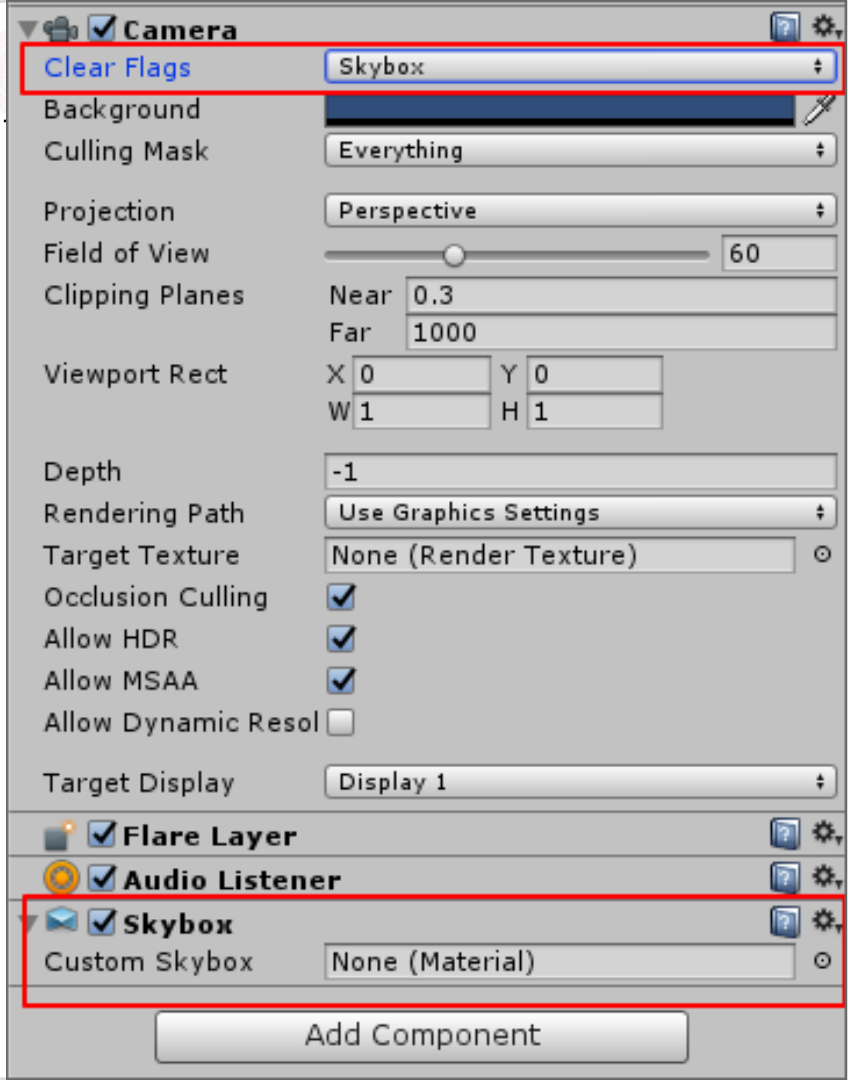 Camera
Clear Flags Skybox
Background
Culling Mask Everything
Projection Perspective
Field of View 60
Clipping Planes Near 0.3
Far 1000
Viewport Rect X 0 Y 0
W 1 H 1
Depth -1
Rendering Path Use Graphics Settings
Target Texture None (Render Texture)
Occlusion Culling
Allow HDR
Allow MSAA
Allow Dynamic Resol
Target Display Display 1
Flare Layer
Audio Listener
Skybox
Custom Skybox None (Material)
Add Component